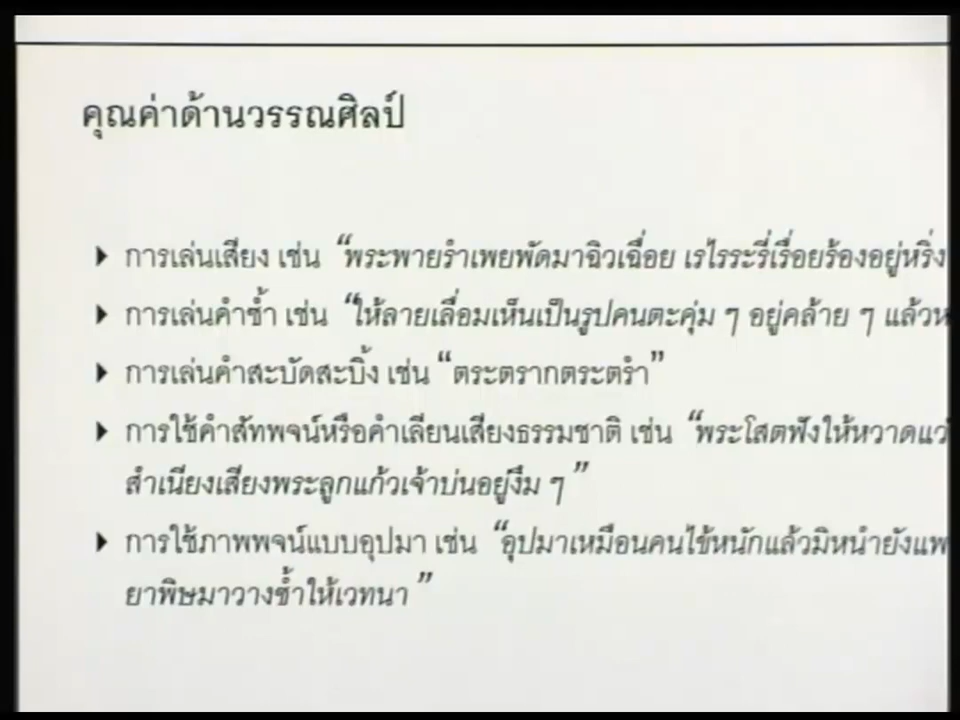 คุณค่าด้านวรรณศิลป์
การเล่นเสียง เช่น “พระพายรำเพยพัดมาฉิวเฉื่อย เรไรระรี่เรื่อยร้องอยู่หริ่ง
การเล่นคำซ้ำ เช่น “ให้ลายเลื่อมเห็นเป็นรูปคนตะคุ่ม ๆ อยู่คล้าย ๆ แล้วห
การเล่นคำสะบัดสะบิ้ง เช่น “ตระตรากตระตรำ”
การใช้คำสัทพจน์หรือคำเลียนเสียงธรรมชาติ เช่น “พระโสตฟังให้หวาดแว่
สำเนียงเสียงพระลูกแก้วเจ้าบ่นอยู่งึม ๆ”
การใช้ภาพพจน์แบบอุปมา เช่น “อุปมาเหมือนคนไข้หนักแล้วมิหนำยังแพ
ยาพิษมาวางซ้ำให้เวทนา”